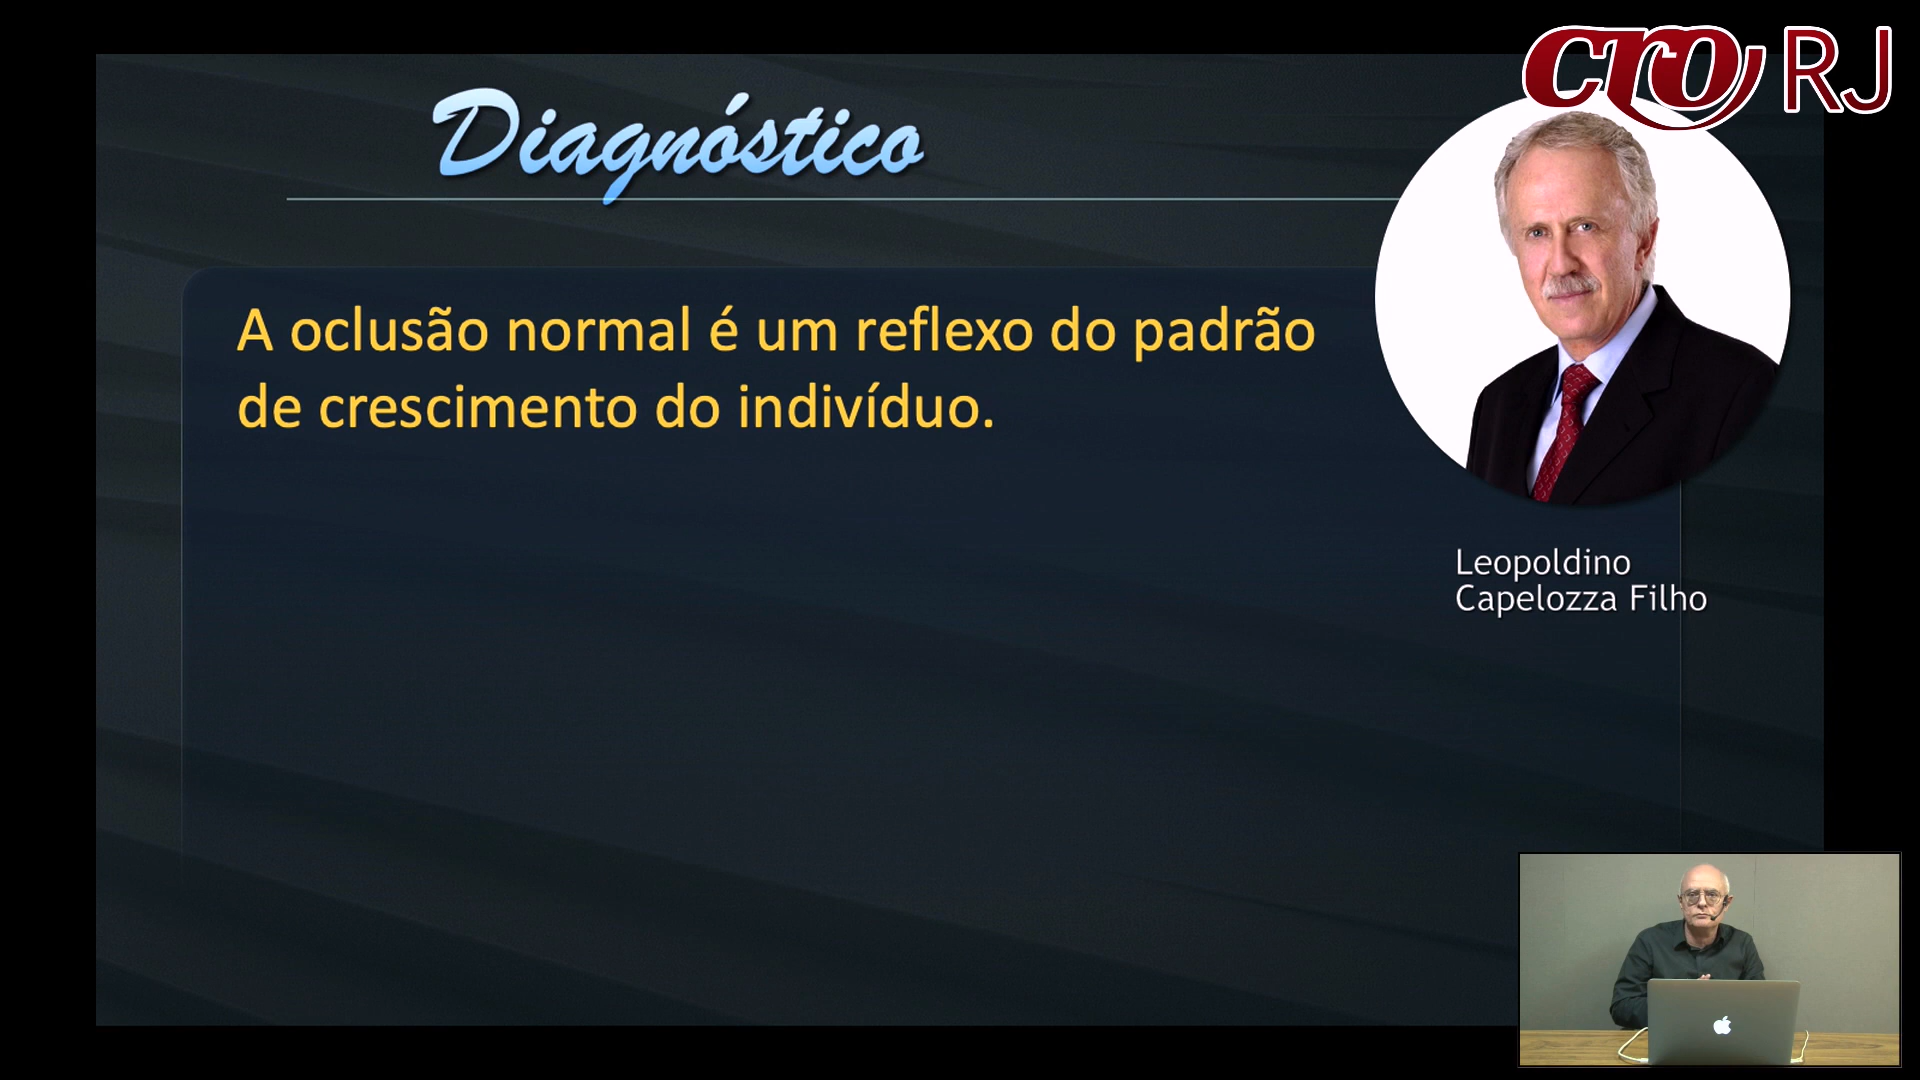 CTO RJ
Diagnóstico
A oclusão normal é um reflexo do padrão
de crescimento do indivíduo.
Leopoldino
Capelozza Filho